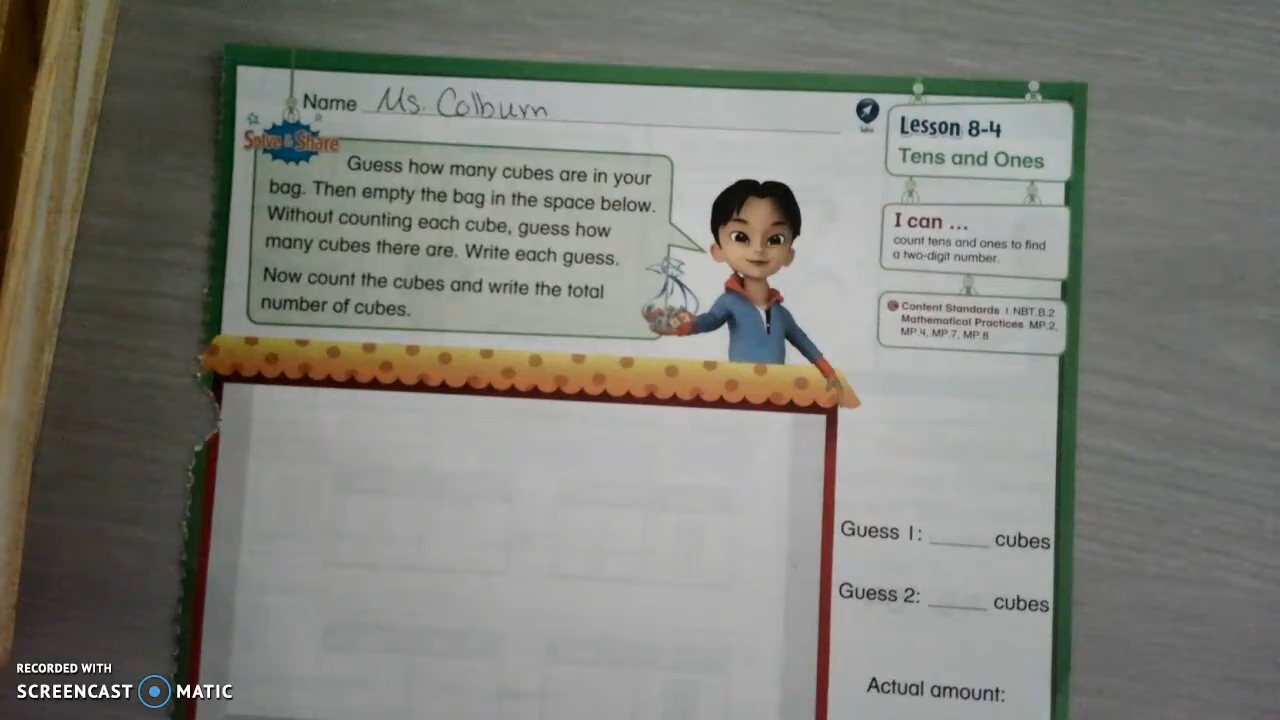 Name Ms. Colburn
Solve & Share
Guess how many cubes are in your
bag. Then empty the bag in the space below.
Without counting each cube, guess how
many cubes there are. Write each guess.
Now count the cubes and write the total
number of cubes.
Lesson 8-4
Tens and Ones
I can ...
count tens and ones to find
a two-digit number.
Content Standards 1.NBT.B.2
Mathematical Practices MP.2,
MP.4, MP.7, MP.8
Guess 1: _____ cubes
Guess 2: _____ cubes
Actual amount:
RECORDED WITH
SCREENCAST MATIC